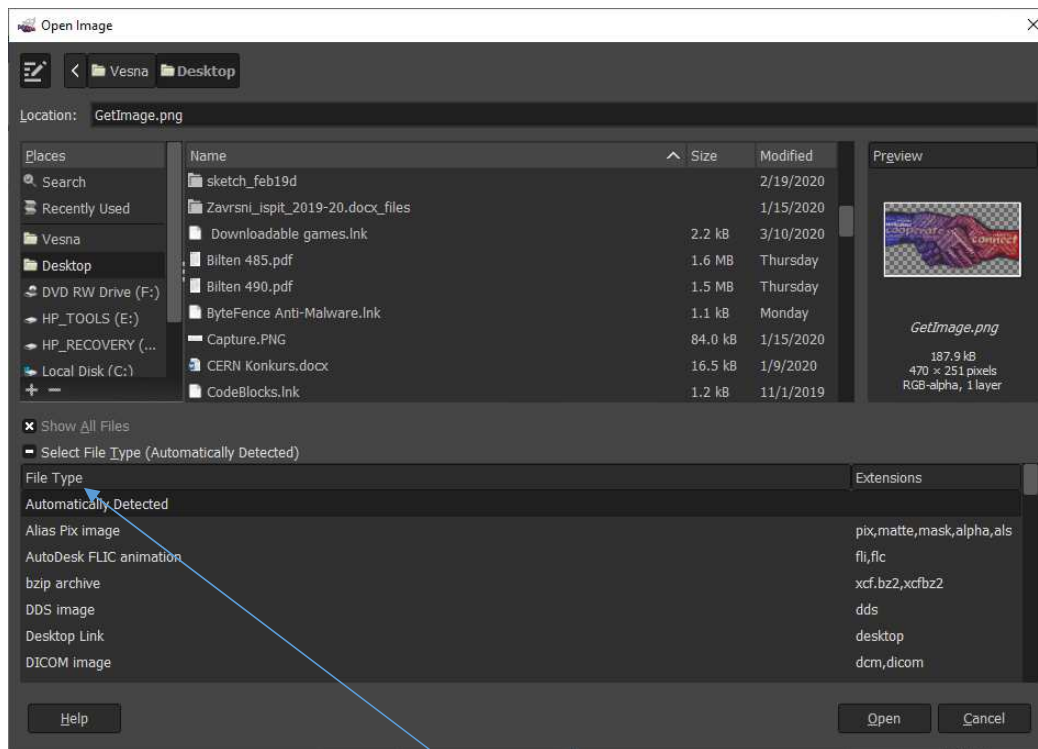 Open Image
Vesna Desktop
Location: GetImage.png
Places
Search
Recently Used
Vesna
Desktop
DVD RW Drive (F:)
HP_TOOLS (E:)
HP_RECOVERY (...
Local Disk (C:)
Name Size Modified
sketch_feb19d 2/19/2020
Zavrsni_ispit_2019-20.docx_files 1/15/2020
Downloadable games.lnk 2.2 kB 3/10/2020
Bilten 485.pdf 1.6 MB Thursday
Bilten 490.pdf 1.5 MB Thursday
ByteFence Anti-Malware.lnk 1.1 kB Monday
Capture.PNG 84.0 kB 1/15/2020
CERN Konkurs.docx 16.5 kB 1/9/2020
CodeBlocks.lnk 1.2 kB 11/1/2019
Preview
cooperate
connect
GetImage.png
187.9 kB
470 × 251 pixels
RGB-alpha, 1 layer
Show All Files
Select File Type (Automatically Detected)
File Type Extensions
Automatically Detected
Alias Pix image pix,matte,mask,alpha,als
AutoDesk FLIC animation fli,flc
bzip archive xcf.bz2,xcfbz2
DDS image dds
Desktop Link desktop
DICOM image dcm,dicom
Help Open Cancel